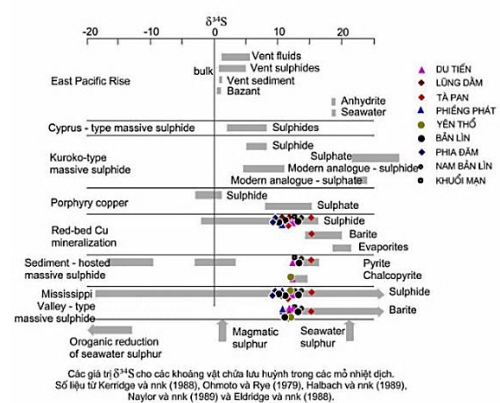 δ³⁴S
-20 -10 0 10 20
East Pacific Rise
bulk
Vent fluids
Vent sulphides
Vent sediment
Bazant
Anhydrite
Seawater
Cyprus - type massive sulphide
Sulphides
Kuroko-type
massive sulphide
Sulphide
Sulphate
Modern analogue - sulphide
Modern analogue - sulphate
Porphyry copper
Sulphide
Sulphate
Red-bed Cu
mineralization
Sulphide
Barite
Evaporites
Sediment - hosted
massive sulphide
Pyrite
Chalcopyrite
Mississippi
Valley - type
massive sulphide
Sulphide
Barite
Oroganic reduction
of seawater sulphur
Magmatic
sulphur
Seawater
sulphur
DU TIẾN
LŨNG DẦM
TÀ PAN
PHIẾNG PHÁT
YÊN THỔ
BẢN LÌN
PHIA ĐĂM
NAM BẢN LÌN
KHUỔI MẠN
Các giá trị δ³⁴S cho các khoáng vật chứa lưu huỳnh trong các mỏ nhiệt dịch.
Số liệu từ Kerridge và nnk (1988), Ohmoto và Rye (1979), Halbach và nnk (1989),
Naylor và nnk (1989) và Eldridge và nnk (1988).